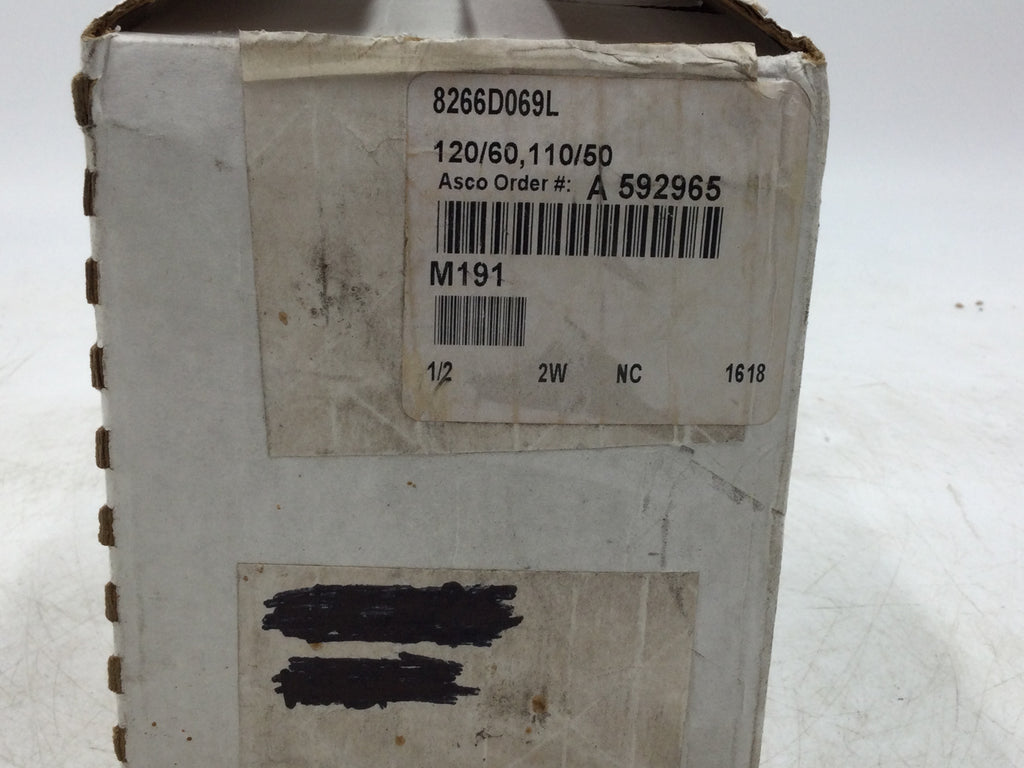 8266D069L
120/60,110/50
Asco Order #: A 592965
M191
1/2 2W NC 1618